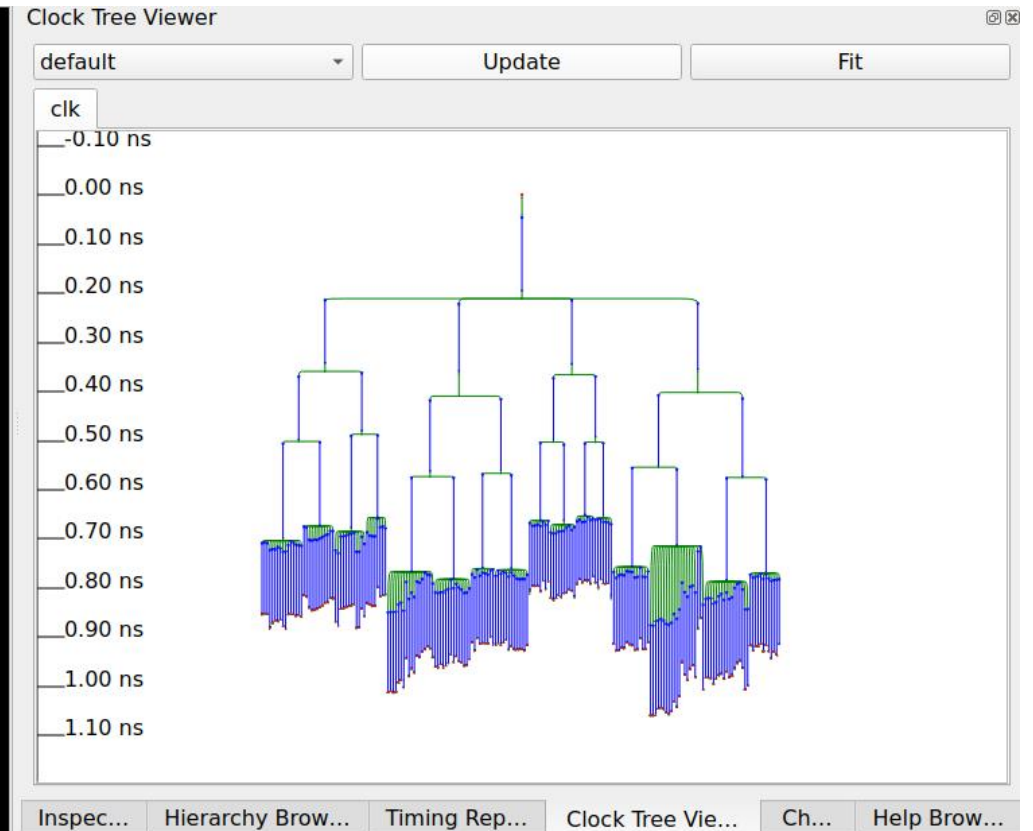 Clock Tree Viewer
default Update Fit
clk
-0.10 ns
0.00 ns
0.10 ns
0.20 ns
0.30 ns
0.40 ns
0.50 ns
0.60 ns
0.70 ns
0.80 ns
0.90 ns
1.00 ns
1.10 ns
Inspec... Hierarchy Brow... Timing Rep... Clock Tree Vie... Ch... Help Brow...